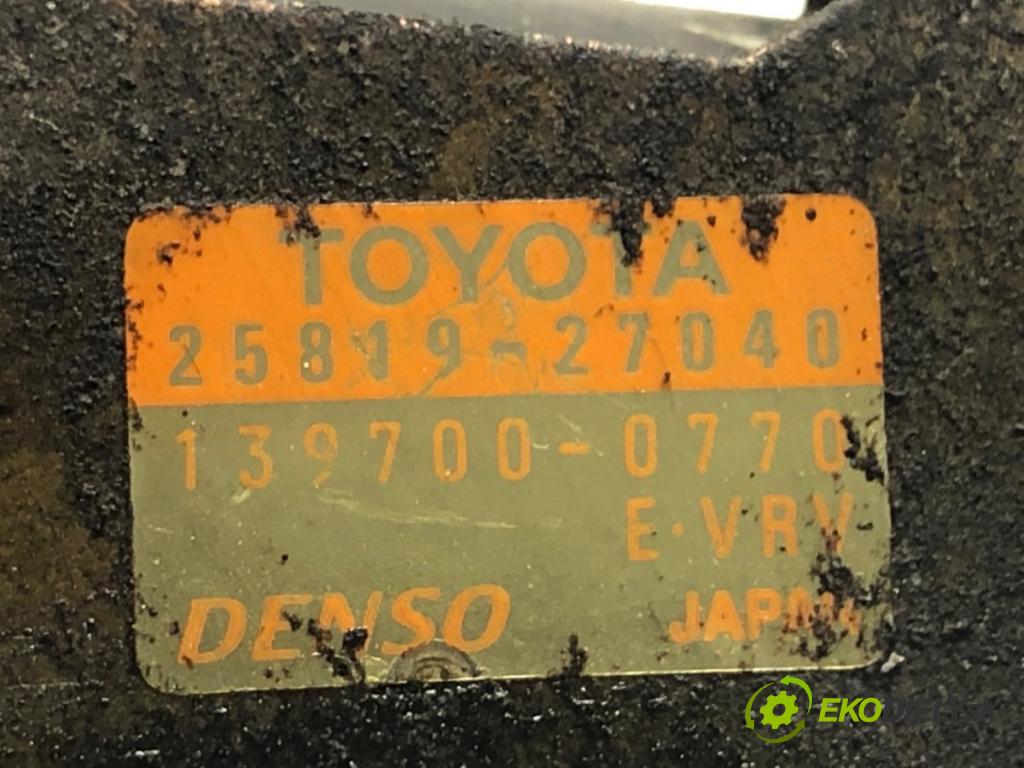 TOYOTA
25819-27040
139700-0770
E·VRV
DENSO JAPAN
EKO